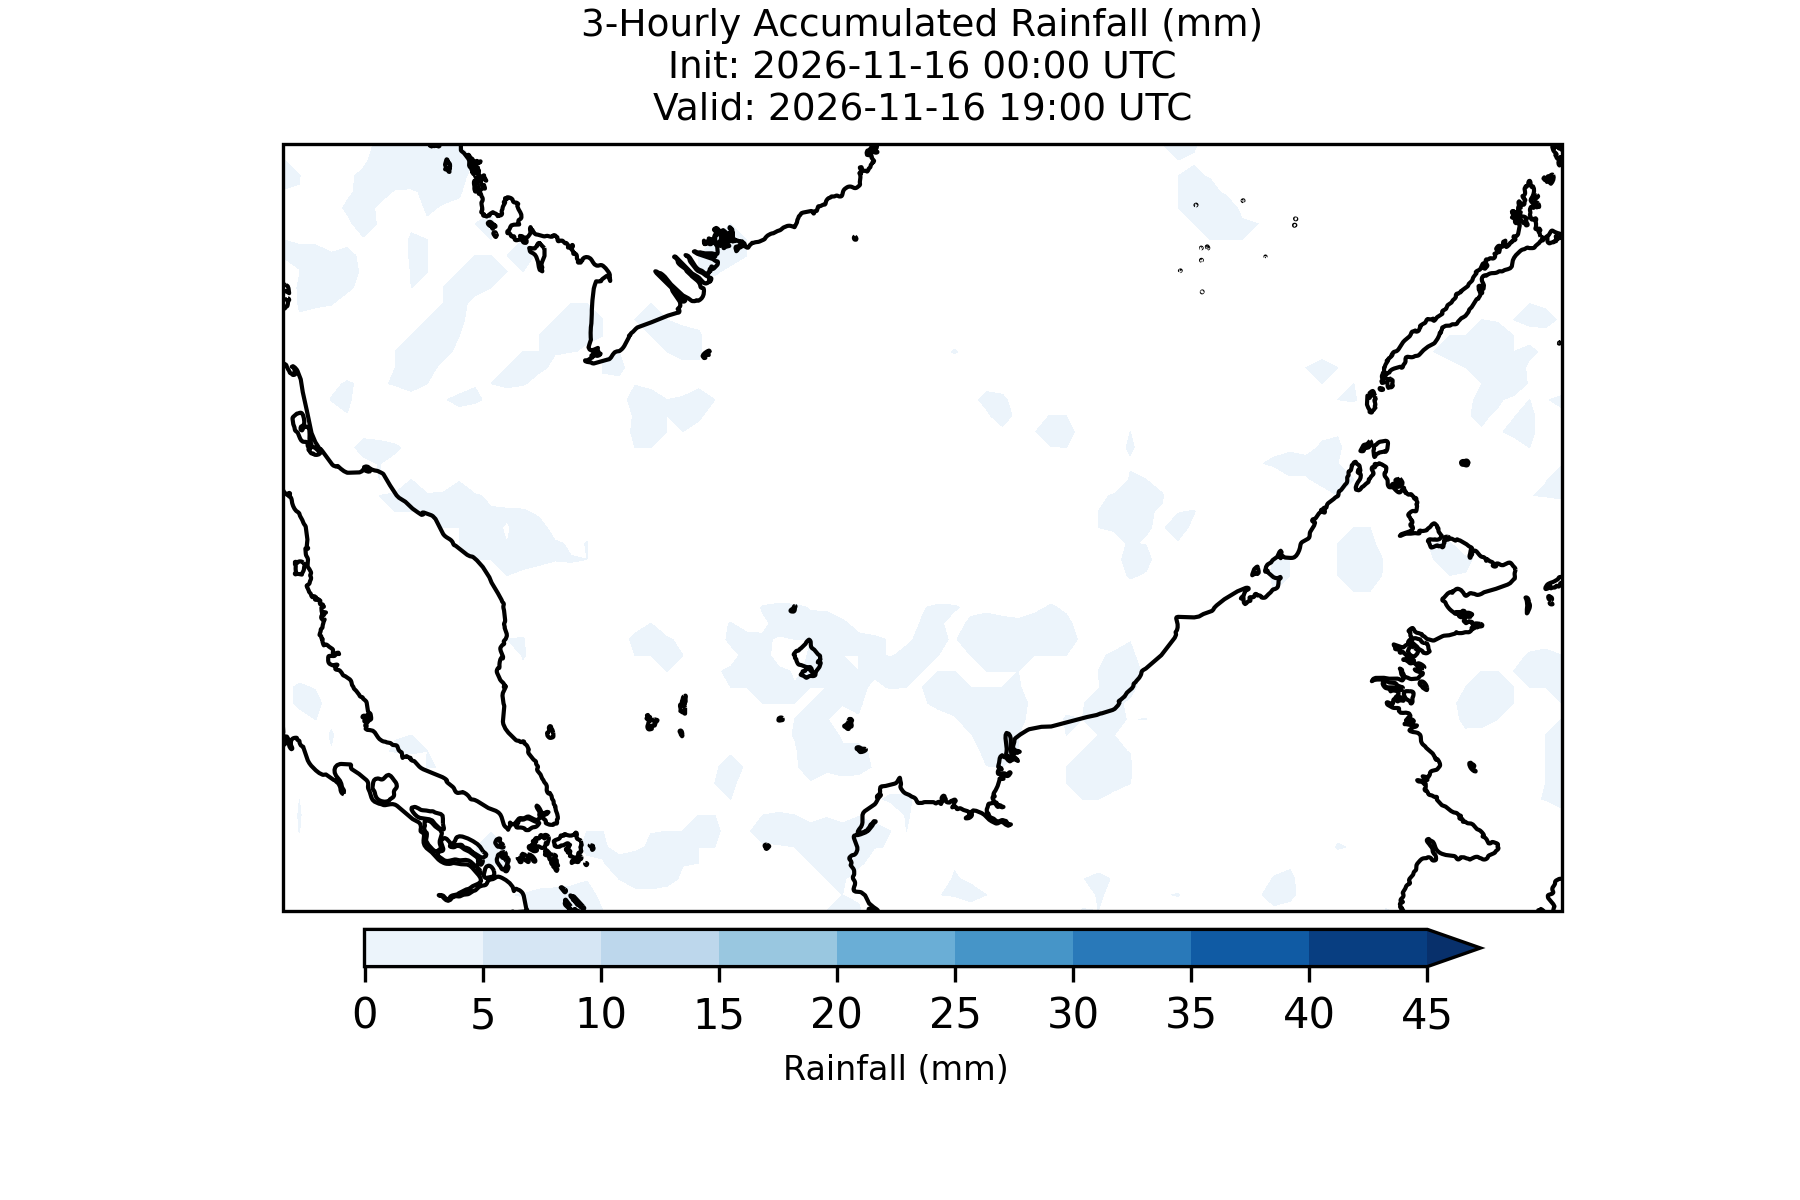 3-Hourly Accumulated Rainfall (mm)
Init: 2026-11-16 00:00 UTC
Valid: 2026-11-16 19:00 UTC
0 5 10 15 20 25 30 35 40 45
Rainfall (mm)